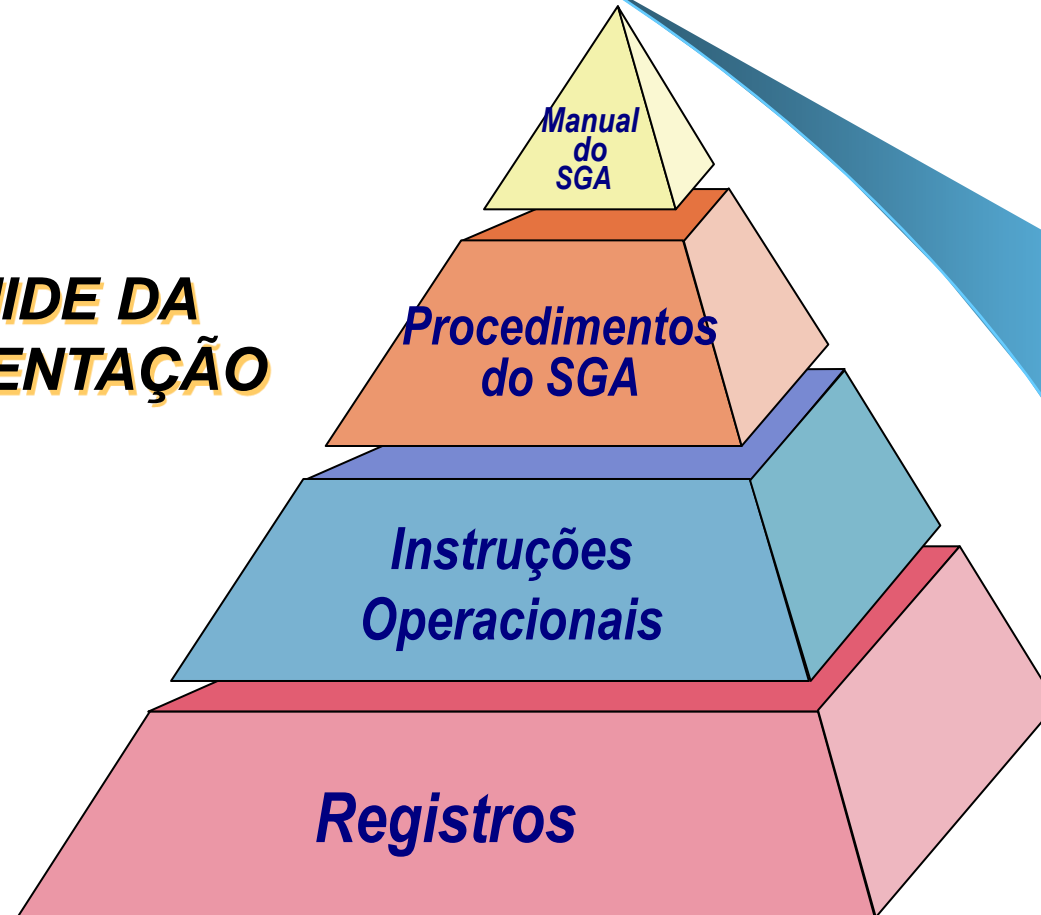 Manual
do
SGA
IDE DA
ENTAÇÃO
Procedimentos
do SGA
Instruções
Operacionais
Registros